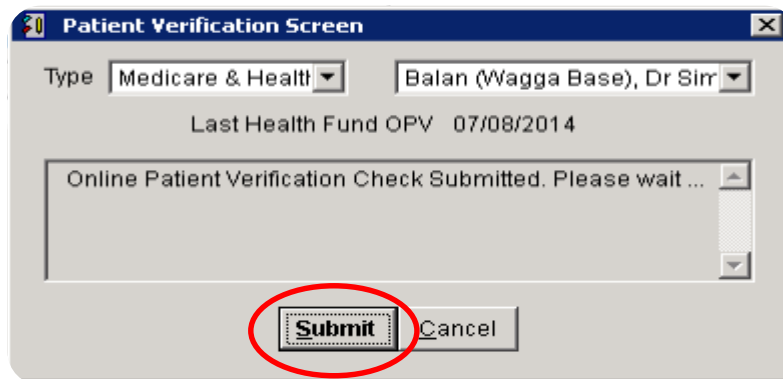 Patient Verification Screen
Type Medicare & Health Balan (Wagga Base), Dr Sim
Last Health Fund OPV 07/08/2014
Online Patient Verification Check Submitted. Please wait ...
Submit Cancel